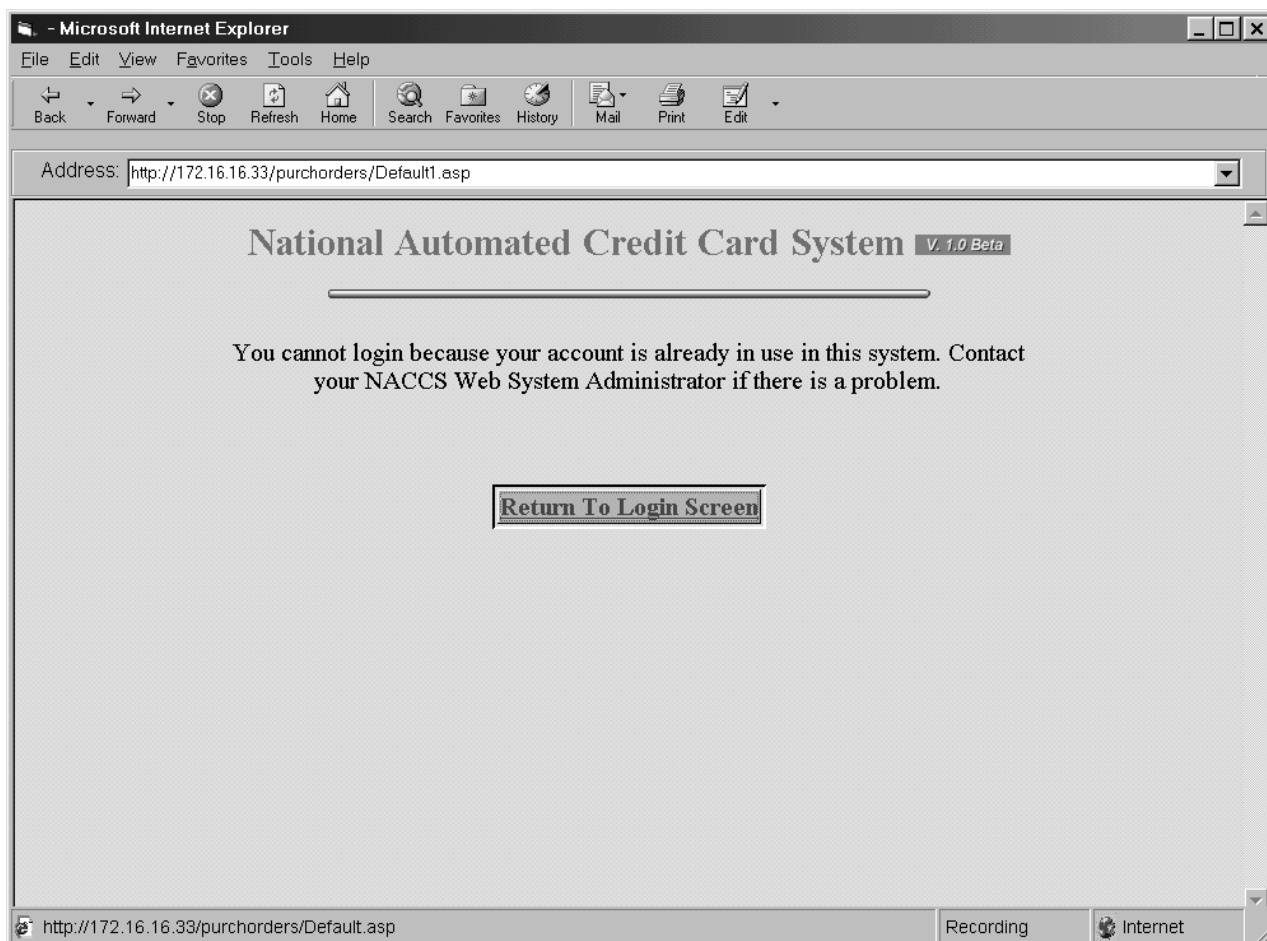 - Microsoft Internet Explorer
File Edit View Favorites Tools Help
Back Forward Stop Refresh Home Search Favorites History Mail Print Edit
Address: http://172.16.16.33/purchorders/Default1.asp
National Automated Credit Card System V. 1.0 Beta
You cannot login because your account is already in use in this system. Contact
your NACCS Web System Administrator if there is a problem.
Return To Login Screen
http://172.16.16.33/purchorders/Default.asp Recording Internet